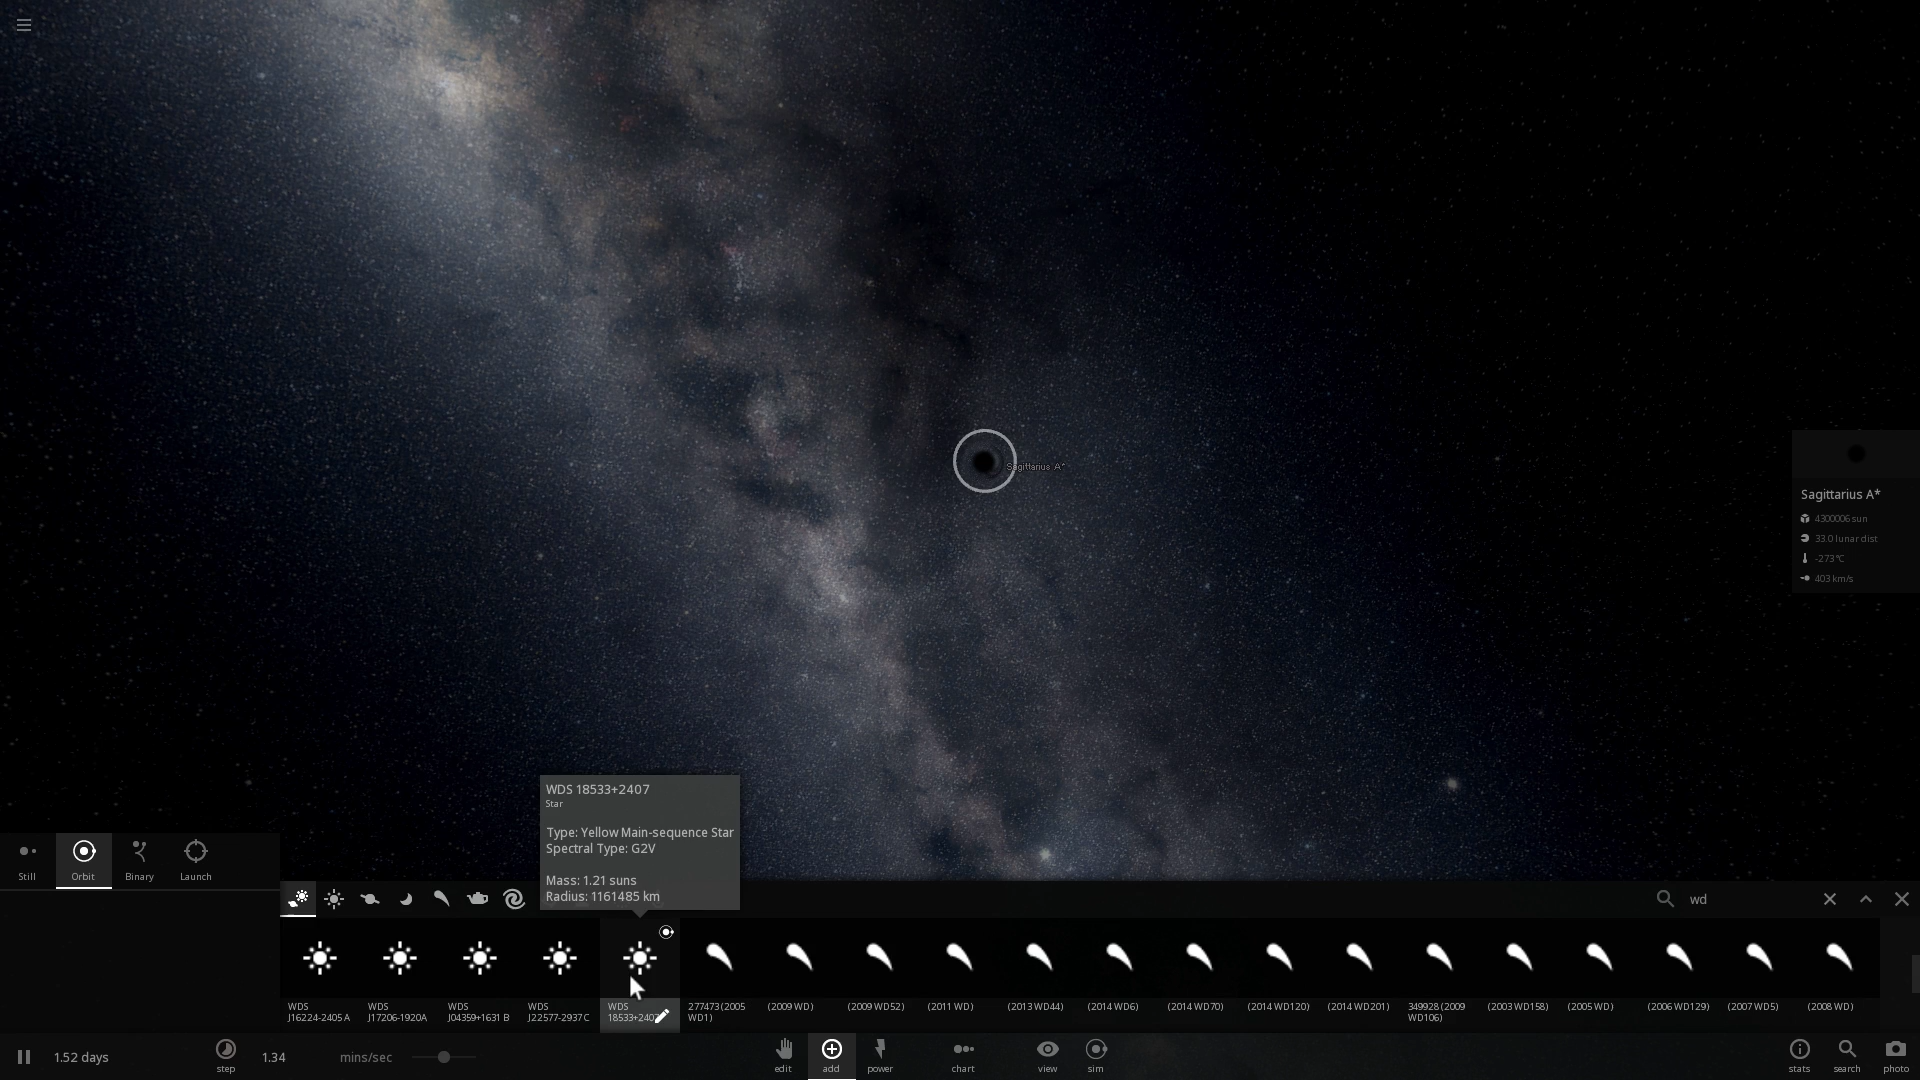 Sagittarius A*
Sagittarius A*
4300006 sun
33.0 lunar dist
-273°C
403 km/s
WDS 18533+2407
Star
Type: Yellow Main-sequence Star
Spectral Type: G2V
Mass: 1.21 suns
Radius: 1161485 km
Still
Orbit
Binary
Launch
wd
WDS
J16224-2405 A
WDS
J17206-1920A
WDS
J04359+1631 B
WDS
J22577-2937C
WDS
18533+2407
277473 (2005
WD1)
(2009 WD)
(2009 WD52)
(2011 WD)
(2013 WD44)
(2014 WD6)
(2014 WD70)
(2014 WD120)
(2014 WD201)
349928 (2009
WD106)
(2003 WD158)
(2005 WD)
(2006 WD129)
(2007 WD5)
(2008 WD)
1.52 days
step
1.34
mins/sec
edit
add
power
chart
view
sim
stats
search
photo